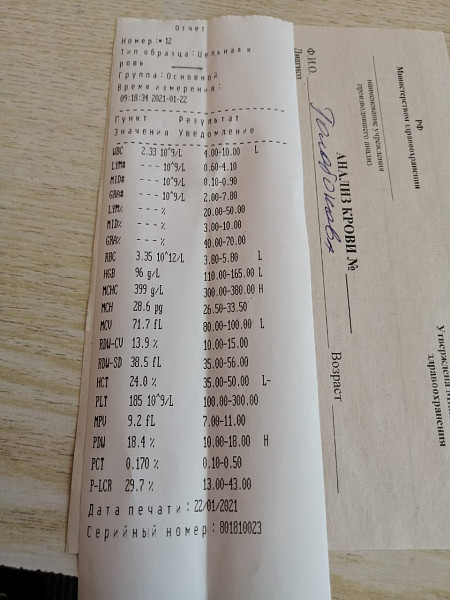 Отчет
Номер:* 12
Тип образца:Цельная к
ровь
Группа:Основной
Время измерения:
09:18:34 2021-01-22
Пункт Результат
Значения Уведомление
WBC 2.33 10^9/L 4.00-10.00 L
LYM# --- 10^9/L 0.60-4.10
MID# --- 10^9/L 0.10-0.90
GRA# --- 10^9/L 2.00-7.80
LYM% --- % 20.00-50.00
MID% --- % 3.00-10.00
GRA% --- % 40.00-70.00
RBC 3.35 10^12/L 3.80-5.80 L
HGB 96 g/L 110.00-165.00 L
MCHC 399 g/L 300.00-380.00 H
MCH 28.6 pg 26.50-33.50
MCV 71.7 fL 80.00-100.00 L
RDW-CV 13.9 % 10.00-15.00
RDW-SD 38.5 fL 35.00-56.00
HCT 24.0 % 35.00-50.00 L-
PLT 185 10^9/L 100.00-300.00
MPV 9.2 fL 7.00-11.00
PDW 18.4 % 10.00-18.00 H
PCT 0.170 % 0.10-0.50
P-LCR 29.7 % 13.00-43.00
Дата печати: 22/01/2021
Серийный номер: 801810023
РФ
Министерством здравоохранения
наименование учреждения
производившего анализ
АНАЛИЗ КРОВИ №
Ф.И.О.
Возраст
Диагноз
здравоохранения